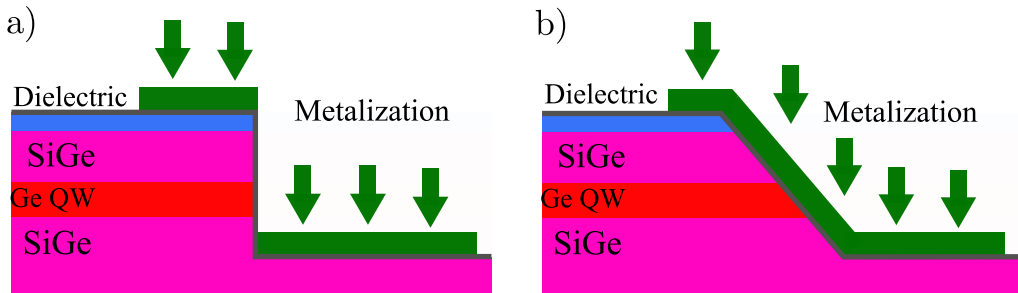 a)
Dielectric
Metalization
SiGe
Ge QW
SiGe
b)
Dielectric
Metalization
SiGe
Ge QW
SiGe